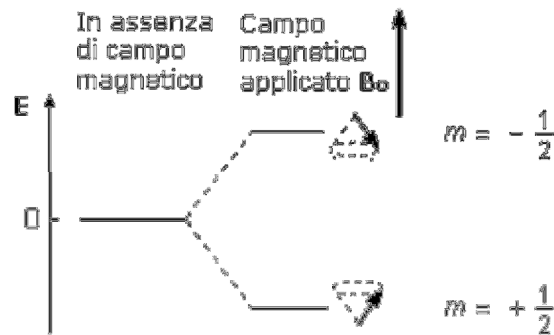 In assenza
di campo
magnetico
Campo
magnetico
applicato B₀
E
m = - 1/2
0
m = + 1/2